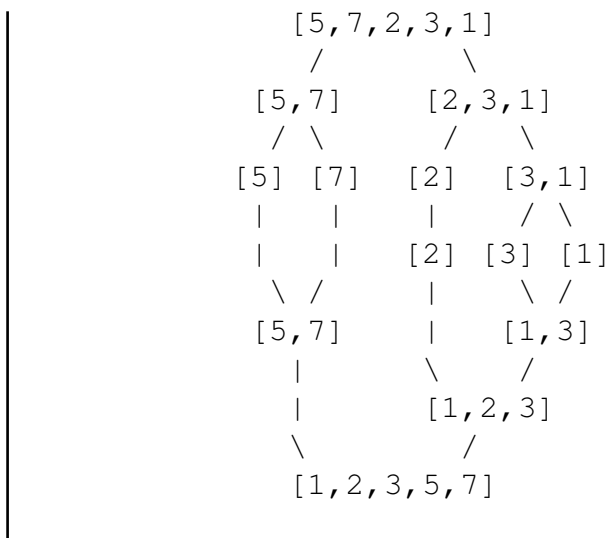 [5,7,2,3,1]
/ \
[5,7] [2,3,1]
/ \ / \
[5] [7] [2] [3,1]
| | | / \
| | [2] [3] [1]
\ / | \ /
[5,7] | [1,3]
| \ /
| [1,2,3]
\ /
[1,2,3,5,7]